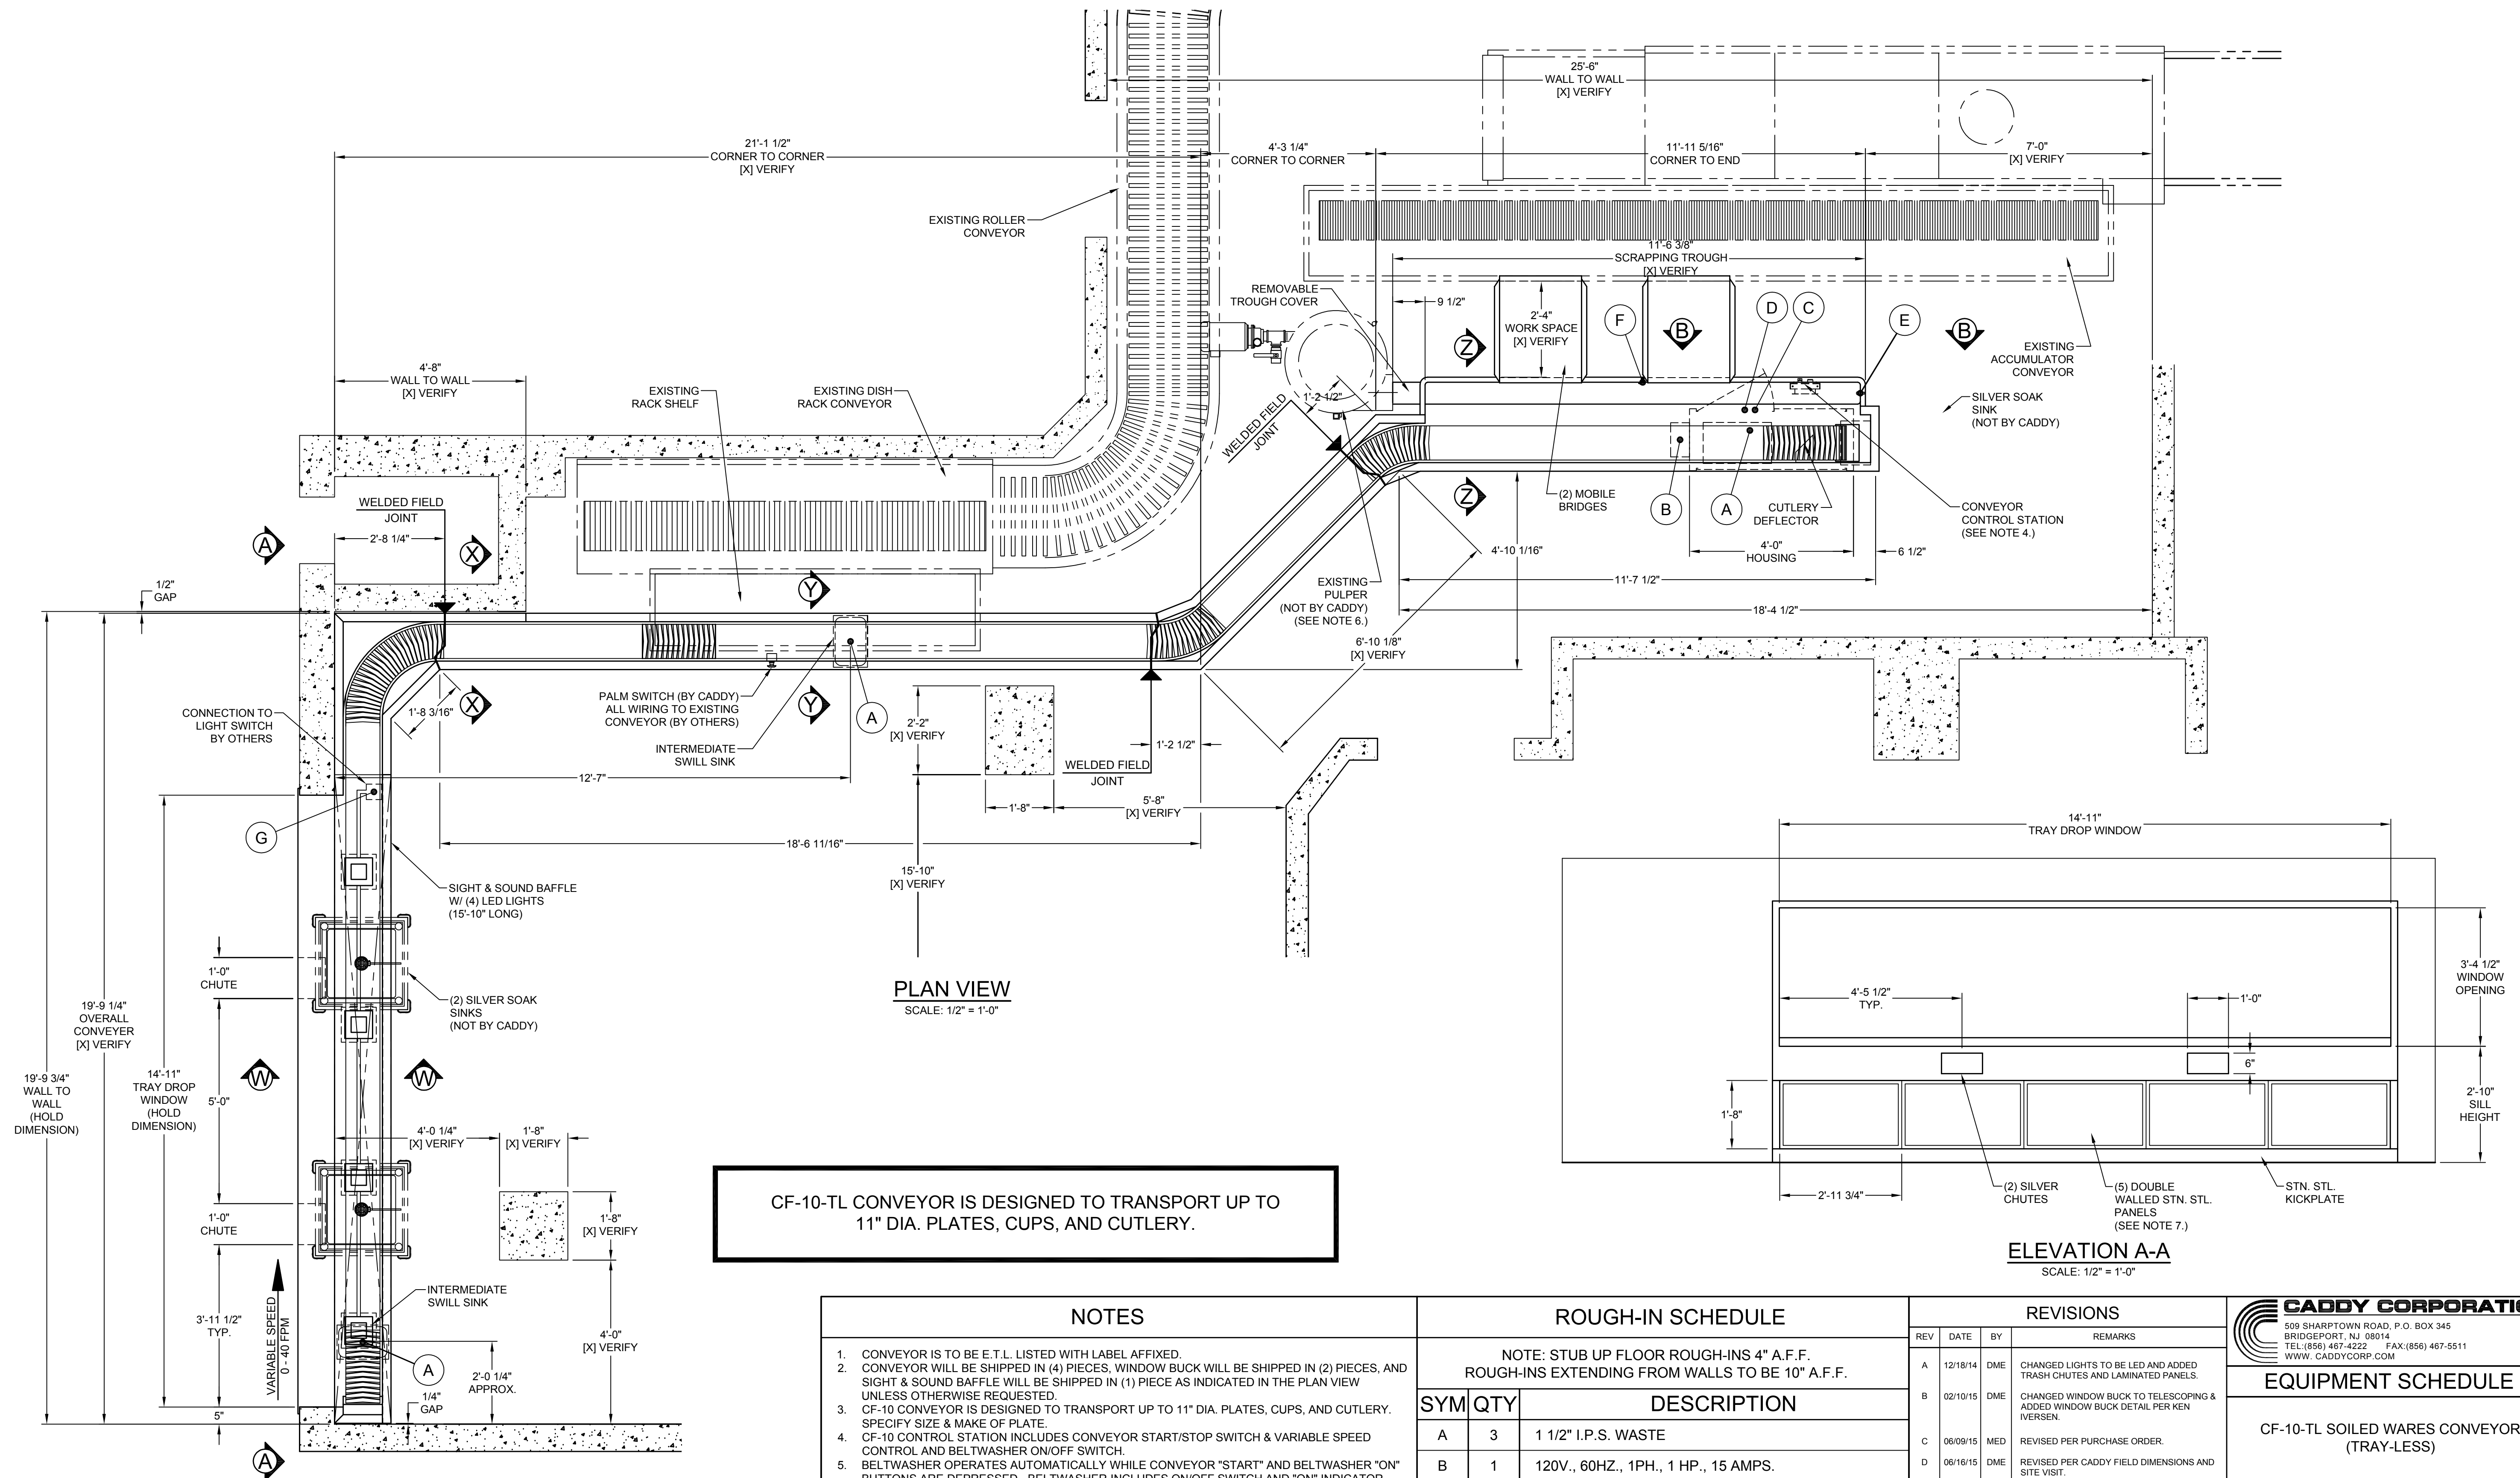 25'-6"
WALL TO WALL
[X] VERIFY
21'-1 1/2"
CORNER TO CORNER
[X] VERIFY
4'-3 1/4"
CORNER TO CORNER
11'-11 5/16"
CORNER TO END
7'-0"
[X] VERIFY
EXISTING ROLLER
CONVEYOR
11'-6 3/8"
SCRAPPING TROUGH
[X] VERIFY
REMOVABLE
TROUGH COVER
9 1/2"
2'-4"
WORK SPACE
[X] VERIFY
Z
F
B
D
C
E
B
EXISTING
ACCUMULATOR
CONVEYOR
4'-8"
WALL TO WALL
[X] VERIFY
EXISTING
RACK SHELF
EXISTING DISH
RACK CONVEYOR
1'-2 1/2"
WELDED FIELD
JOINT
SILVER SOAK
SINK
(NOT BY CADDY)
WELDED FIELD
JOINT
2'-8 1/4"
A
X
Z
(2) MOBILE
BRIDGES
B
A
CUTLERY
DEFLECTOR
CONVEYOR
CONTROL STATION
(SEE NOTE 4.)
4'-0"
HOUSING
6 1/2"
4'-10 1/16"
11'-7 1/2"
18'-4 1/2"
1/2"
GAP
Y
EXISTING
PULPER
(NOT BY CADDY)
(SEE NOTE 6.)
6'-10 1/8"
[X] VERIFY
CONNECTION TO
LIGHT SWITCH
BY OTHERS
1'-8 3/16"
X
PALM SWITCH (BY CADDY)
ALL WIRING TO EXISTING
CONVEYOR (BY OTHERS)
Y
A
INTERMEDIATE
SWILL SINK
2'-2"
[X] VERIFY
1'-2 1/2"
WELDED FIELD
JOINT
12'-7"
1'-8"
5'-8"
[X] VERIFY
G
18'-6 11/16"
15'-10"
[X] VERIFY
SIGHT & SOUND BAFFLE
W/ (4) LED LIGHTS
(15'-10" LONG)
1'-0"
CHUTE
(2) SILVER SOAK
SINKS
(NOT BY CADDY)
19'-9 1/4"
OVERALL
CONVEYER
[X] VERIFY
19'-9 3/4"
WALL TO
WALL
(HOLD
DIMENSION)
14'-11"
TRAY DROP
WINDOW
(HOLD
DIMENSION)
5'-0"
W
W
4'-0 1/4"
[X] VERIFY
1'-8"
[X] VERIFY
1'-0"
CHUTE
1'-8"
[X] VERIFY
3'-11 1/2"
TYP.
VARIABLE SPEED
0 - 40 FPM
INTERMEDIATE
SWILL SINK
A
2'-0 1/4"
APPROX.
4'-0"
[X] VERIFY
1/4"
GAP
5"
A
PLAN VIEW
SCALE: 1/2" = 1'-0"
14'-11"
TRAY DROP WINDOW
3'-4 1/2"
WINDOW
OPENING
4'-5 1/2"
TYP.
1'-0"
6"
1'-8"
2'-10"
SILL
HEIGHT
2'-11 3/4"
(2) SILVER
CHUTES
(5) DOUBLE
WALLED STN. STL.
PANELS
(SEE NOTE 7.)
STN. STL.
KICKPLATE
ELEVATION A-A
SCALE: 1/2" = 1'-0"
CF-10-TL CONVEYOR IS DESIGNED TO TRANSPORT UP TO
11" DIA. PLATES, CUPS, AND CUTLERY.
NOTES
1. CONVEYOR IS TO BE E.T.L. LISTED WITH LABEL AFFIXED.
2. CONVEYOR WILL BE SHIPPED IN (4) PIECES, WINDOW BUCK WILL BE SHIPPED IN (2) PIECES, AND
SIGHT & SOUND BAFFLE WILL BE SHIPPED IN (1) PIECE AS INDICATED IN THE PLAN VIEW
UNLESS OTHERWISE REQUESTED.
3. CF-10 CONVEYOR IS DESIGNED TO TRANSPORT UP TO 11" DIA. PLATES, CUPS, AND CUTLERY.
SPECIFY SIZE & MAKE OF PLATE.
4. CF-10 CONTROL STATION INCLUDES CONVEYOR START/STOP SWITCH & VARIABLE SPEED
CONTROL AND BELTWASHER ON/OFF SWITCH.
5. BELTWASHER OPERATES AUTOMATICALLY WHILE CONVEYOR "START" AND BELTWASHER "ON"
BUTTONS ARE DEPRESSED. BELTWASHER INCLUDES ON/OFF SWITCH AND "ON" INDICATOR
ROUGH-IN SCHEDULE
NOTE: STUB UP FLOOR ROUGH-INS 4" A.F.F.
ROUGH-INS EXTENDING FROM WALLS TO BE 10" A.F.F.
SYM QTY DESCRIPTION
A 3 1 1/2" I.P.S. WASTE
B 1 120V., 60HZ., 1PH., 1 HP., 15 AMPS.
REVISIONS
REV DATE BY REMARKS
A 12/18/14 DME CHANGED LIGHTS TO BE LED AND ADDED
TRASH CHUTES AND LAMINATED PANELS.
B 02/10/15 DME CHANGED WINDOW BUCK TO TELESCOPING &
ADDED WINDOW BUCK DETAIL PER KEN
IVERSEN.
C 06/09/15 MED REVISED PER PURCHASE ORDER.
D 06/16/15 DME REVISED PER CADDY FIELD DIMENSIONS AND
SITE VISIT.
CADDY CORPORATIO
509 SHARPTOWN ROAD, P.O. BOX 345
BRIDGEPORT, NJ 08014
TEL:(856) 467-4222 FAX:(856) 467-5511
WWW. CADDYCORP.COM
EQUIPMENT SCHEDULE
CF-10-TL SOILED WARES CONVEYOR
(TRAY-LESS)